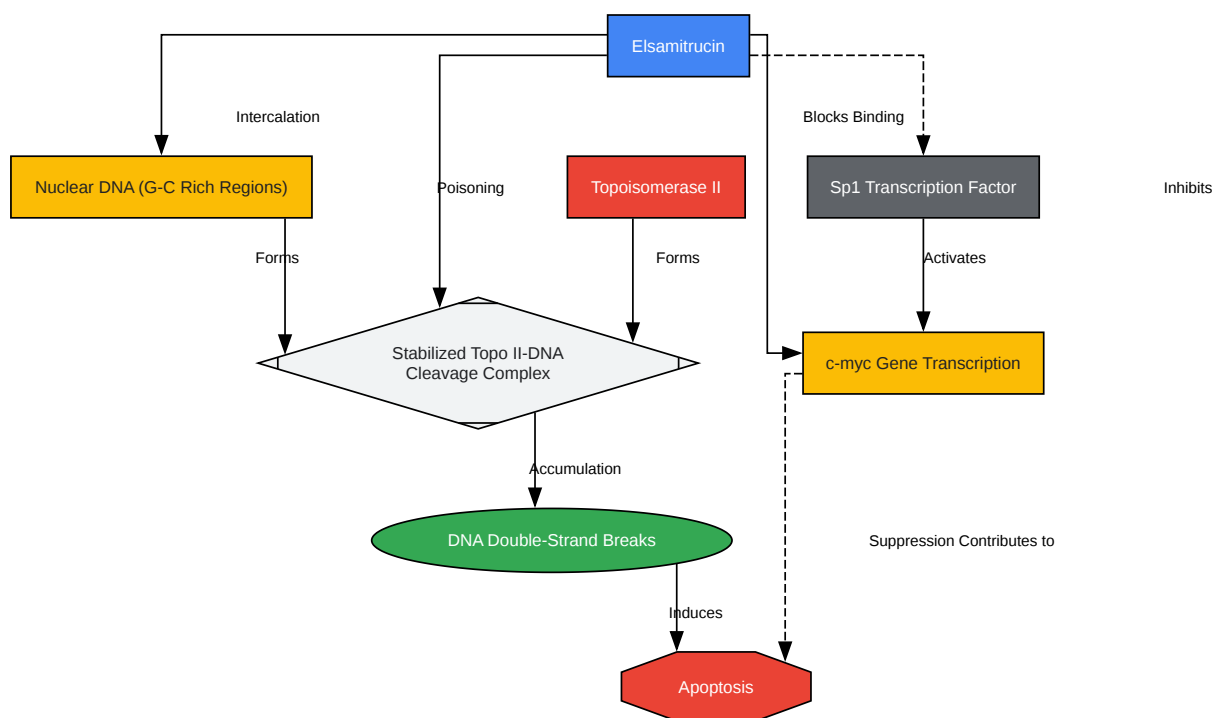 Elsamitrucin
Intercalation
Blocks Binding
Nuclear DNA (G-C Rich Regions)
Poisoning
Topoisomerase II
Sp1 Transcription Factor
Inhibits
Forms
Forms
Activates
Stabilized Topo II-DNA
Cleavage Complex
c-myc Gene Transcription
Accumulation
DNA Double-Strand Breaks
Suppression Contributes to
Induces
Apoptosis